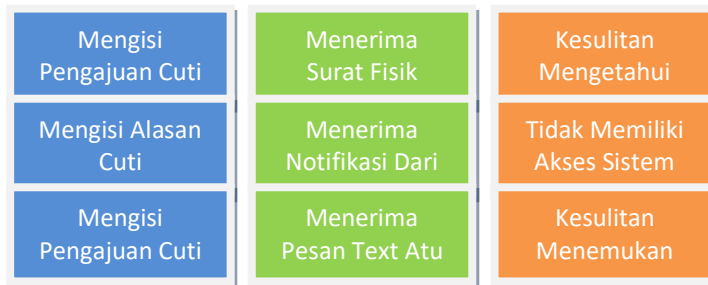 Mengisi
Pengajuan Cuti
Mengisi Alasan
Cuti
Mengisi
Pengajuan Cuti
Menerima
Surat Fisik
Menerima
Notifikasi Dari
Menerima
Pesan Text Atu
Kesulitan
Mengetahui
Tidak Memiliki
Akses Sistem
Kesulitan
Menemukan